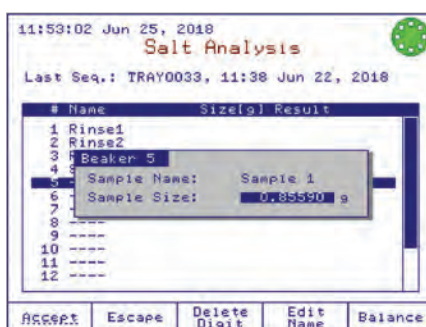 11:53:02 Jun 25, 2018
Salt Analysis
Last Seq.: TRAY0033, 11:38 Jun 22, 2018
# Name Size[g] Result
1 Rinse1
2 Rinse2
3
Beaker 5
4
Sample Name: Sample 1
5
6
Sample Size: 0.85590 g
7
8 ----
9 ----
10 ----
11 ----
12 ----
Accept Escape Delete Digit Edit Name Balance